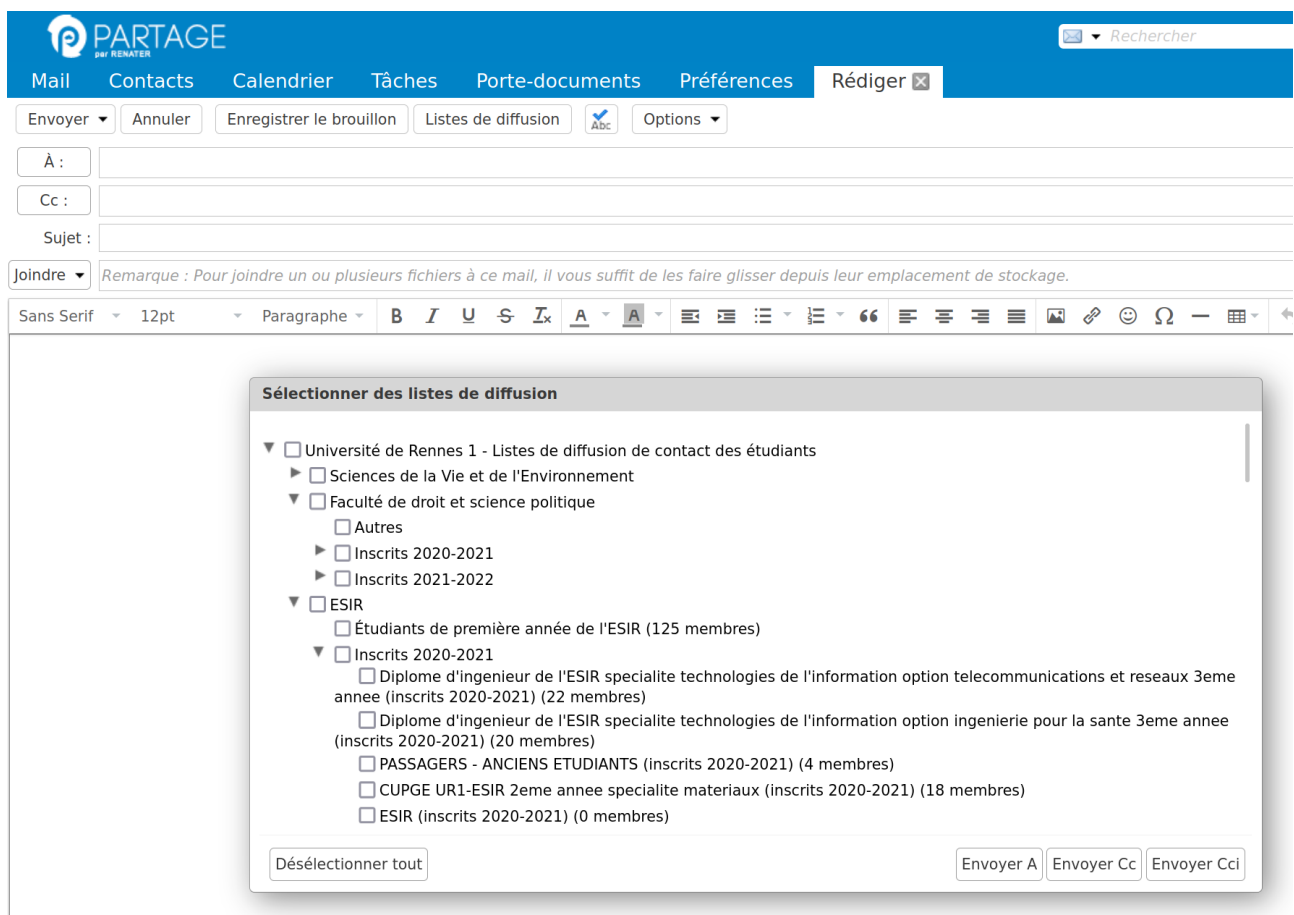 PARTAGE
par RENATER
Rechercher
Mail Contacts Calendrier Tâches Porte-documents Préférences Rédiger
Envoyer Annuler Enregistrer le brouillon Listes de diffusion Abc Options
À :
Cc :
Sujet :
Joindre Remarque : Pour joindre un ou plusieurs fichiers à ce mail, il vous suffit de les faire glisser depuis leur emplacement de stockage.
Sans Serif 12pt Paragraphe B I U S Tx A A Ω
Sélectionner des listes de diffusion
Université de Rennes 1 - Listes de diffusion de contact des étudiants
Sciences de la Vie et de l'Environnement
Faculté de droit et science politique
Autres
Inscrits 2020-2021
Inscrits 2021-2022
ESIR
Étudiants de première année de l'ESIR (125 membres)
Inscrits 2020-2021
Diplome d'ingenieur de l'ESIR specialite technologies de l'information option telecommunications et reseaux 3eme
annee (inscrits 2020-2021) (22 membres)
Diplome d'ingenieur de l'ESIR specialite technologies de l'information option ingenierie pour la sante 3eme annee
(inscrits 2020-2021) (20 membres)
PASSAGERS - ANCIENS ETUDIANTS (inscrits 2020-2021) (4 membres)
CUPGE UR1-ESIR 2eme annee specialite materiaux (inscrits 2020-2021) (18 membres)
ESIR (inscrits 2020-2021) (0 membres)
Désélectionner tout Envoyer A Envoyer Cc Envoyer Cci